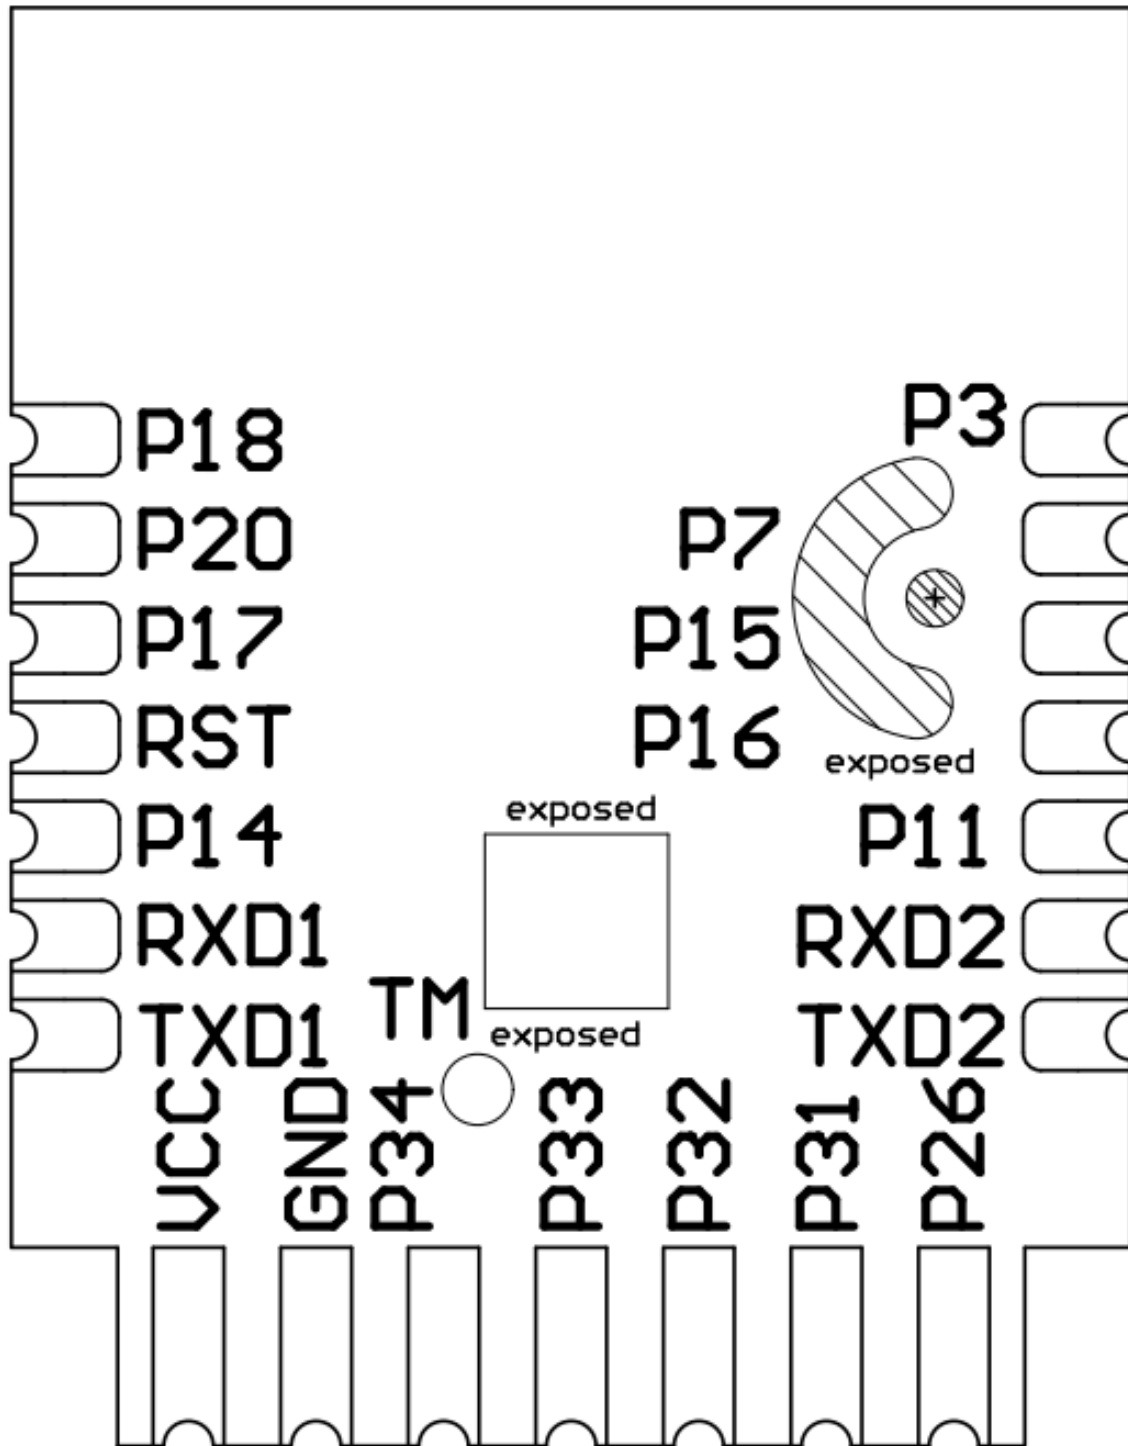 P3
P18
P20
P7
P17
P15
RST
P16
exposed
exposed
P14
P11
RXD1
RXD2
TM
exposed
TXD1
TXD2
VCC
GND
P34
P33
P32
P31
P26